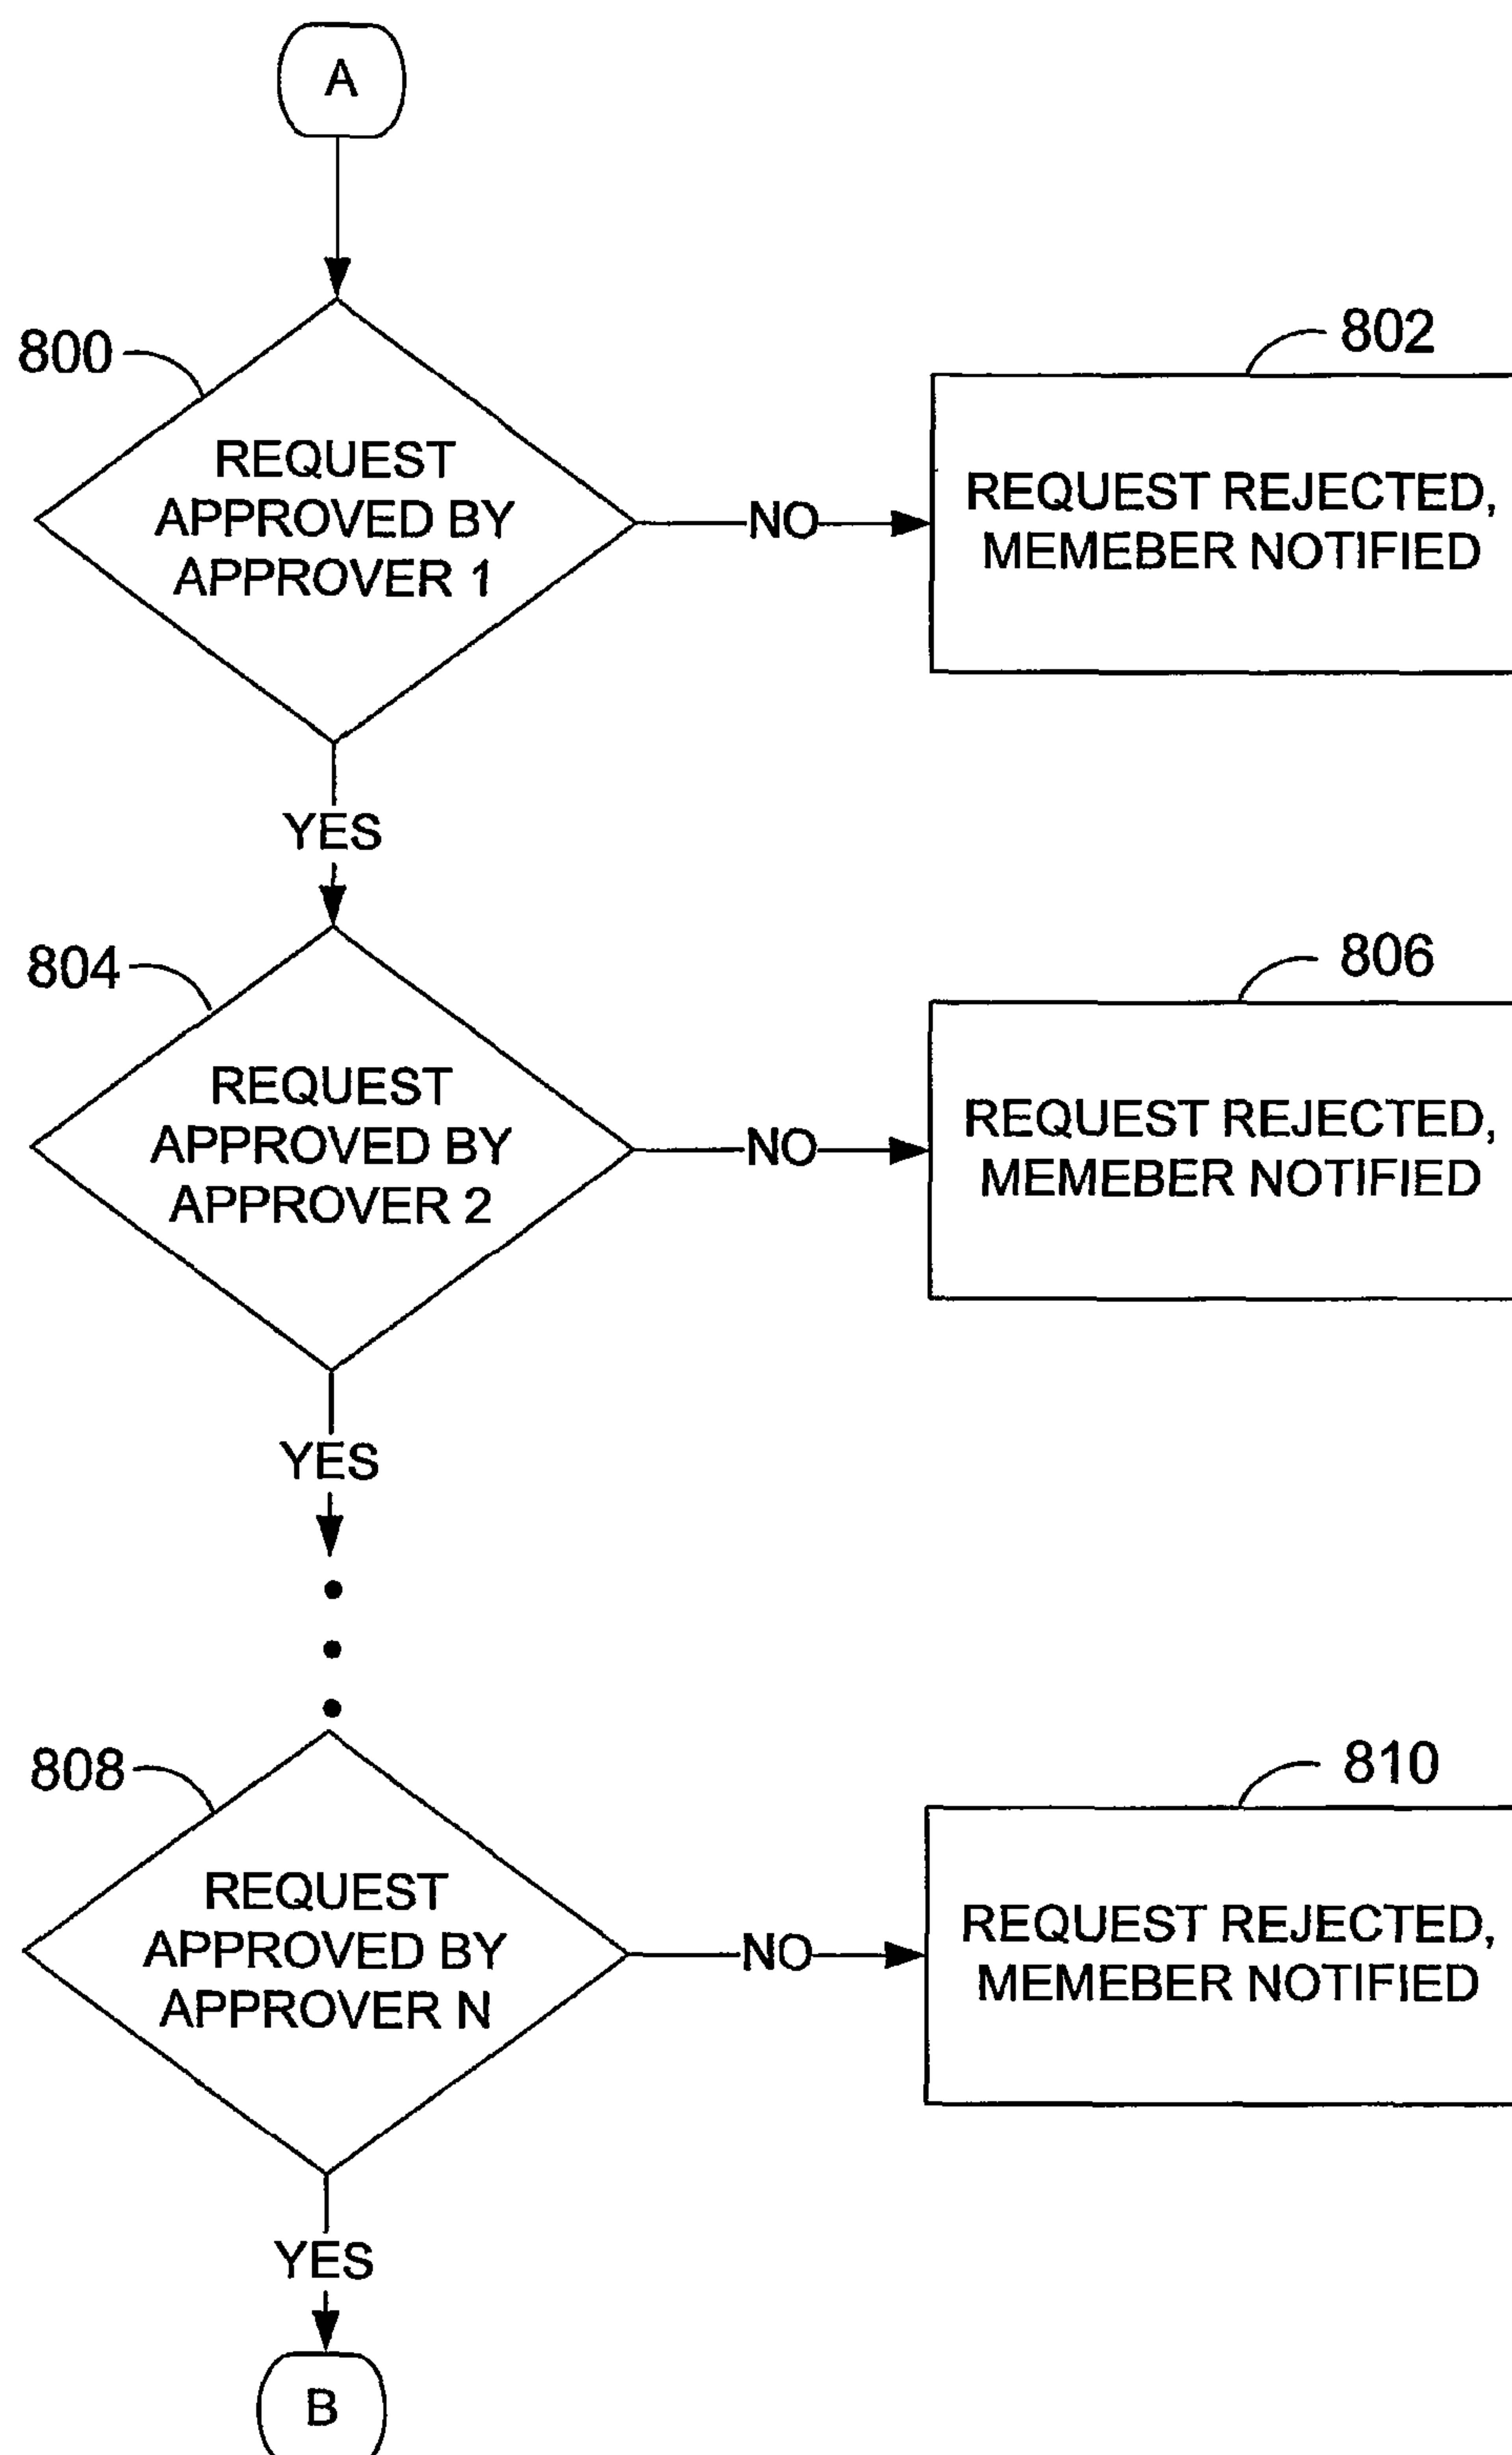 A
800
REQUEST
APPROVED BY
APPROVER 1
NO
802
REQUEST REJECTED,
MEMEBER NOTIFIED
YES
804
REQUEST
APPROVED BY
APPROVER 2
NO
806
REQUEST REJECTED,
MEMEBER NOTIFIED
YES
808
REQUEST
APPROVED BY
APPROVER N
NO
810
REQUEST REJECTED,
MEMEBER NOTIFIED
YES
B